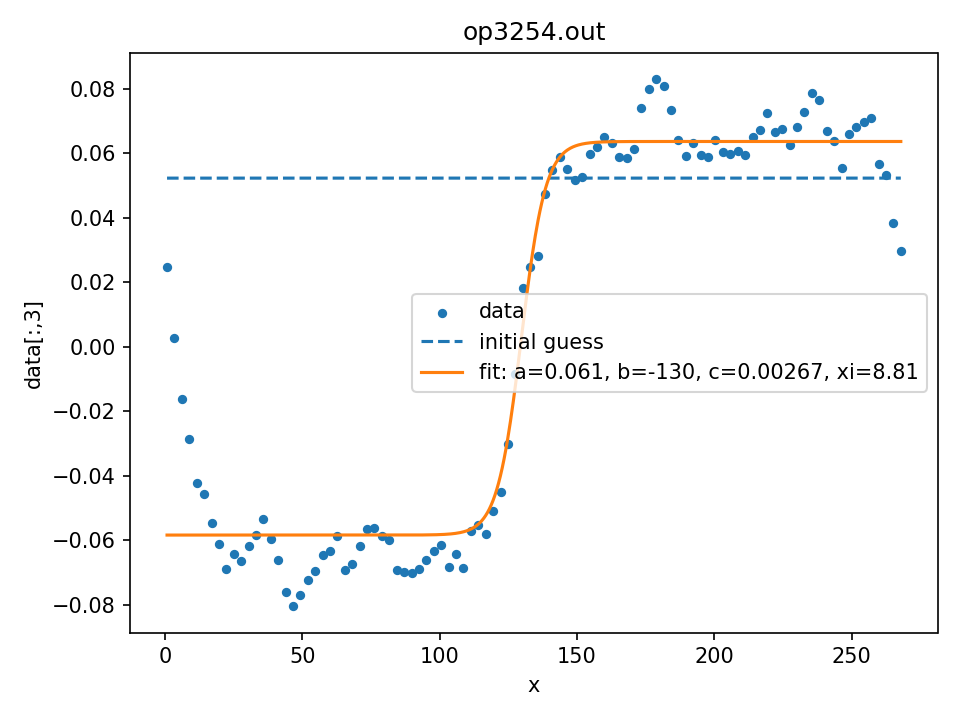 op3254.out
0.08
0.06
0.04
0.02
0.00
−0.02
−0.04
−0.06
−0.08
data[:,3]
data
initial guess
fit: a=0.061, b=-130, c=0.00267, xi=8.81
0 50 100 150 200 250
x